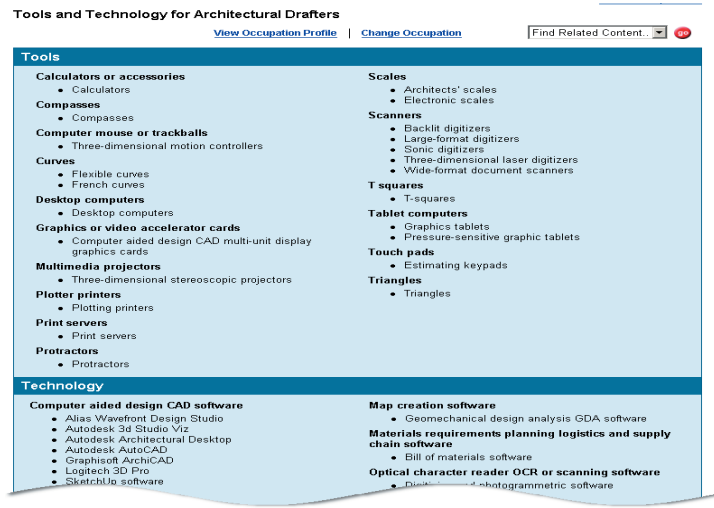 Tools and Technology for Architectural Drafters
View Occupation Profile | Change Occupation
Find Related Content..
go
Tools
Calculators or accessories
• Calculators
Compasses
• Compasses
Computer mouse or trackballs
• Three-dimensional motion controllers
Curves
• Flexible curves
• French curves
Desktop computers
• Desktop computers
Graphics or video accelerator cards
• Computer aided design CAD multi-unit display
graphics cards
Multimedia projectors
• Three-dimensional stereoscopic projectors
Plotter printers
• Plotting printers
Print servers
• Print servers
Protractors
• Protractors
Scales
• Architects' scales
• Electronic scales
Scanners
• Backlit digitizers
• Large-format digitizers
• Sonic digitizers
• Three-dimensional laser digitizers
• Wide-format document scanners
T squares
• T-squares
Tablet computers
• Graphics tablets
• Pressure-sensitive graphic tablets
Touch pads
• Estimating keypads
Triangles
• Triangles
Technology
Computer aided design CAD software
• Alias Wavefront Design Studio
• Autodesk 3d Studio Viz
• Autodesk Architectural Desktop
• Autodesk AutoCAD
• Graphisoft ArchiCAD
• Logitech 3D Pro
• SketchUp software
Map creation software
• Geomechanical design analysis GDA software
Materials requirements planning logistics and supply
chain software
• Bill of materials software
Optical character reader OCR or scanning software
• photogrammetric software